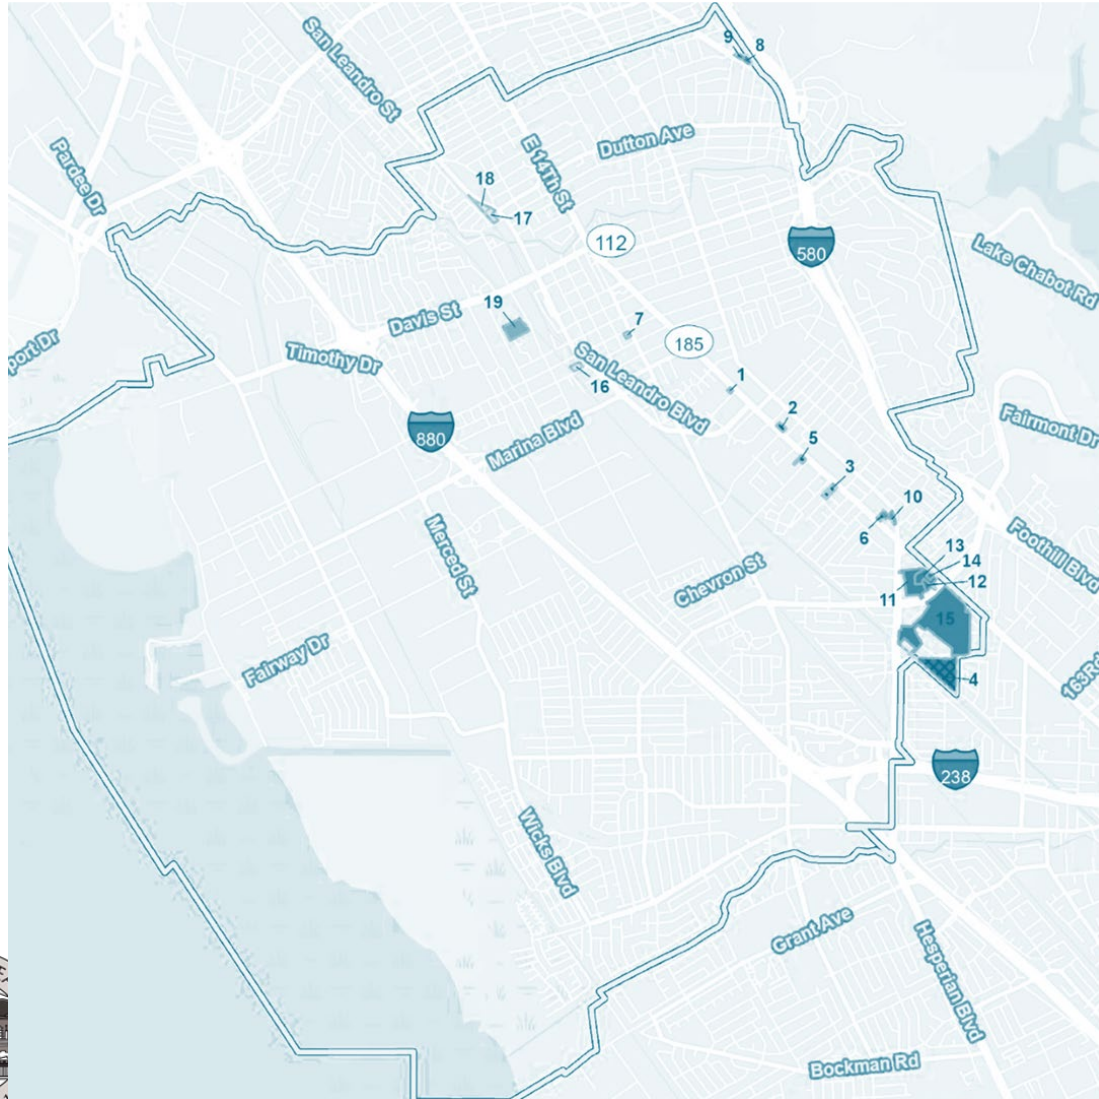 San Leandro St
9
8
Pardee Dr
E 14Th St
Dutton Ave
18
17
112
580
Lake Chabot Rd
19
Davis St
7
185
port Dr
Timothy Dr
San Leandro Blvd
16
1
880
Marina Blvd
2
Fairmont Dr
5
3
10
6
Merced St
Foothill Blvd
13
14
Chevron St
12
11
15
Fairway Dr
4
163Rd
238
Wicks Blvd
Grant Ave
Hesperian Blvd
Bockman Rd